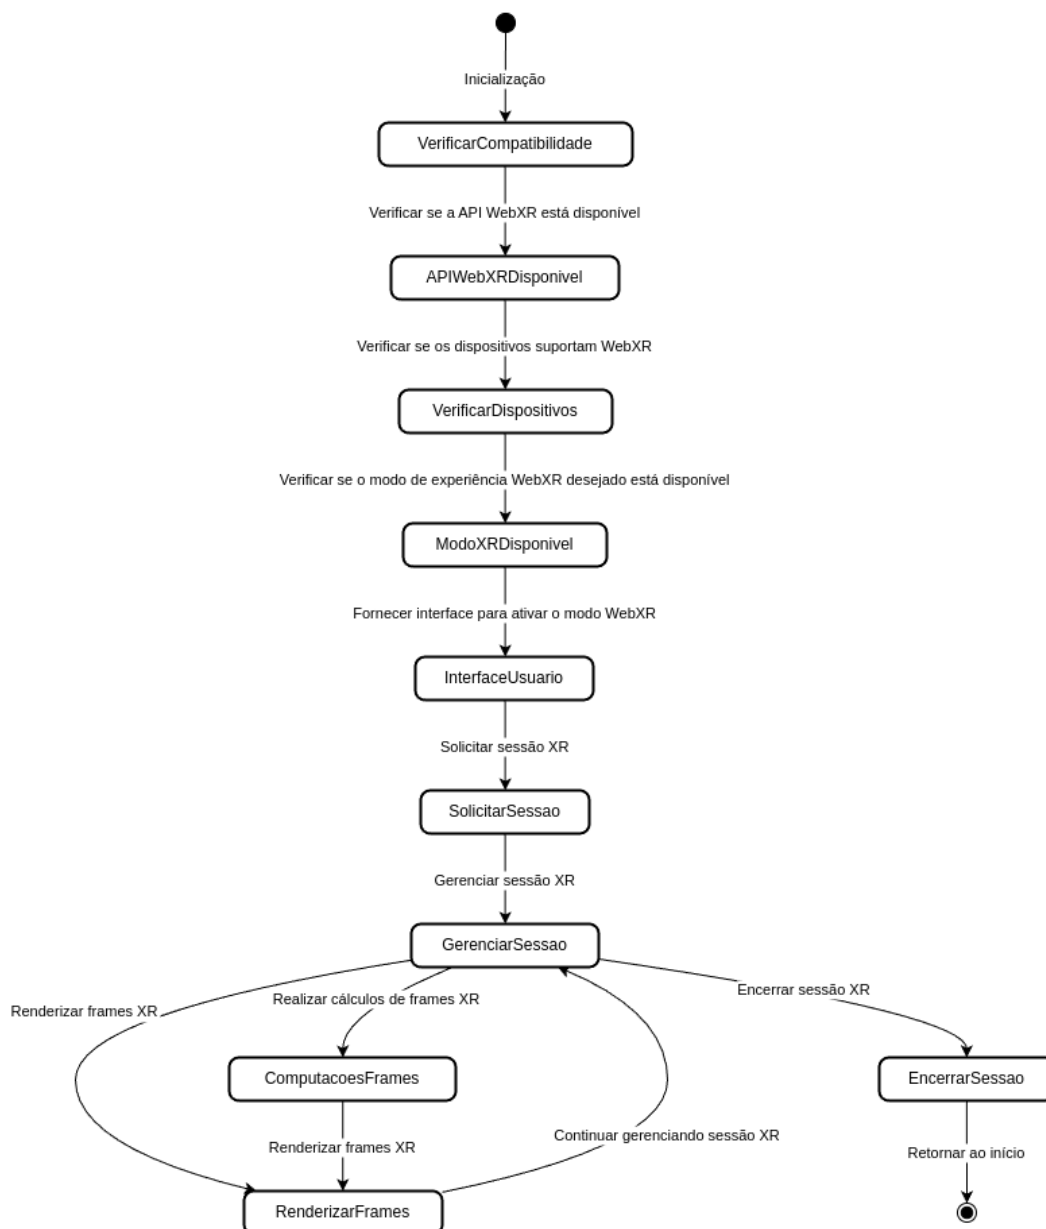 Inicialização
VerificarCompatibilidade
Verificar se a API WebXR está disponível
APIWebXRDisponivel
Verificar se os dispositivos suportam WebXR
VerificarDispositivos
Verificar se o modo de experiência WebXR desejado está disponível
ModoXRDisponivel
Fornecer interface para ativar o modo WebXR
InterfaceUsuario
Solicitar sessão XR
SolicitarSessao
Gerenciar sessão XR
GerenciarSessao
Renderizar frames XR
Realizar cálculos de frames XR
Encerrar sessão XR
ComputacoesFrames
EncerrarSessao
Renderizar frames XR
Continuar gerenciando sessão XR
Retornar ao início
RenderizarFrames